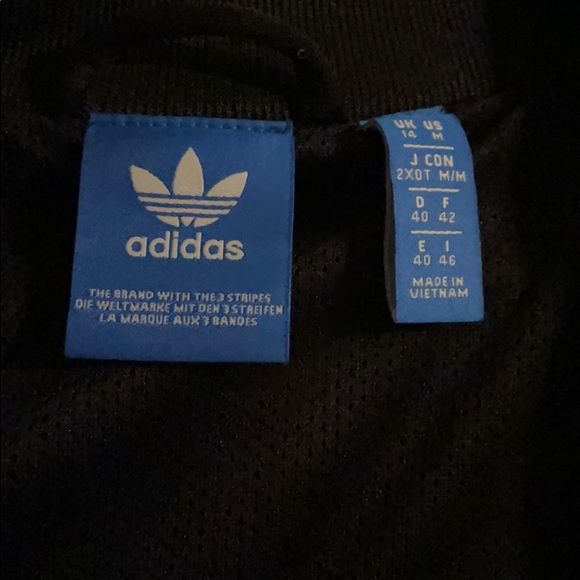 adidas
THE BRAND WITH THE 3 STRIPES
DIE WELTMARKE MIT DEN 3 STREIFEN
LA MARQUE AUX 3 BANDES
UK US
14 M
J CDN
2XOT M/M
D F
40 42
E I
40 46
MADE IN
VIETNAM